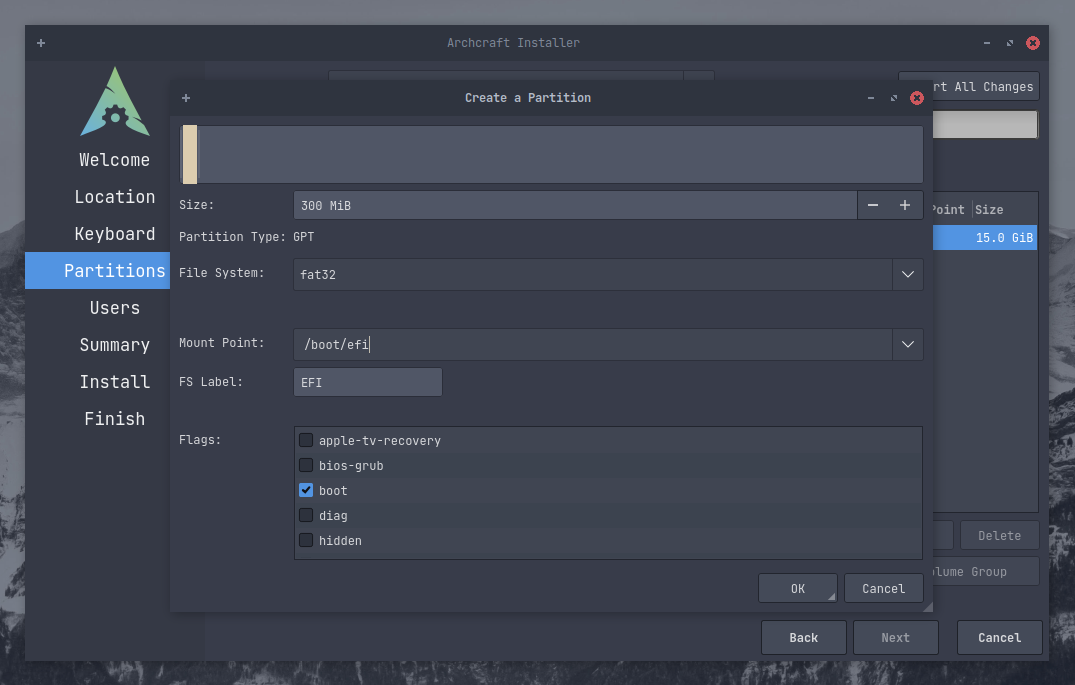 Archcraft Installer
Create a Partition
All Changes
Welcome
Location
Keyboard
Partitions
Users
Summary
Install
Finish
Size: 300 MiB
Partition Type: GPT
File System: fat32
Mount Point: /boot/efi
FS Label: EFI
Flags:
apple-tv-recovery
bios-grub
boot
diag
hidden
OK Cancel
Point Size
15.0 GiB
Delete
Group
Back Next Cancel